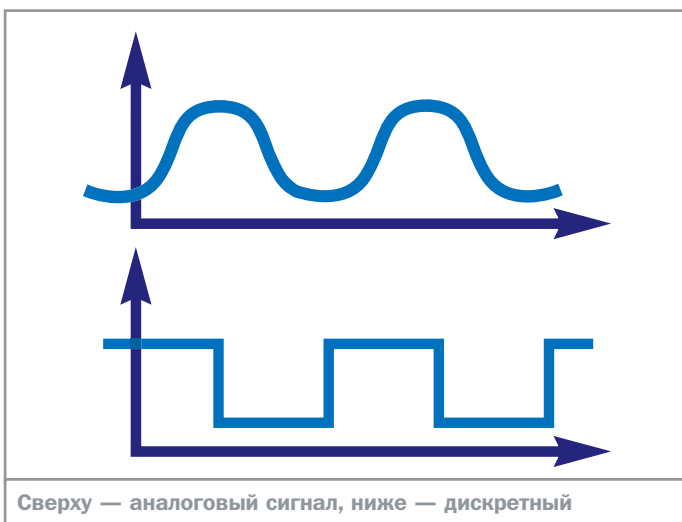 Сверху — аналоговый сигнал, ниже — дискретный